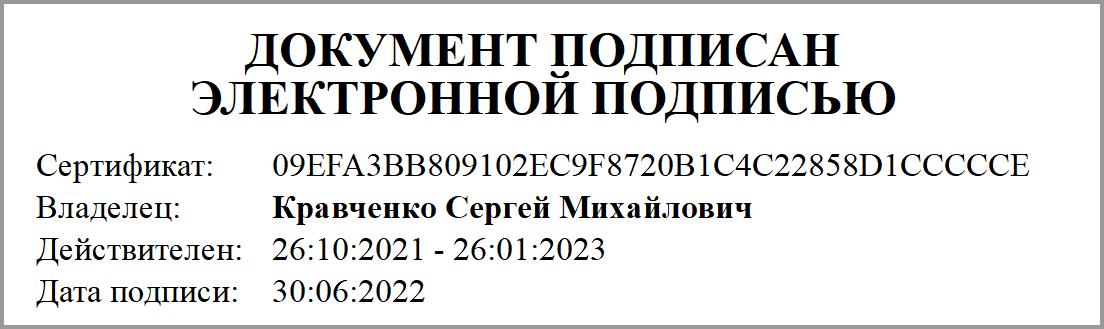 ДОКУМЕНТ ПОДПИСАН
ЭЛЕКТРОННОЙ ПОДПИСЬЮ
Сертификат: 09EFA3BB809102EC9F8720B1C4C22858D1CCCCCE
Владелец: Кравченко Сергей Михайлович
Действителен: 26:10:2021 - 26:01:2023
Дата подписи: 30:06:2022